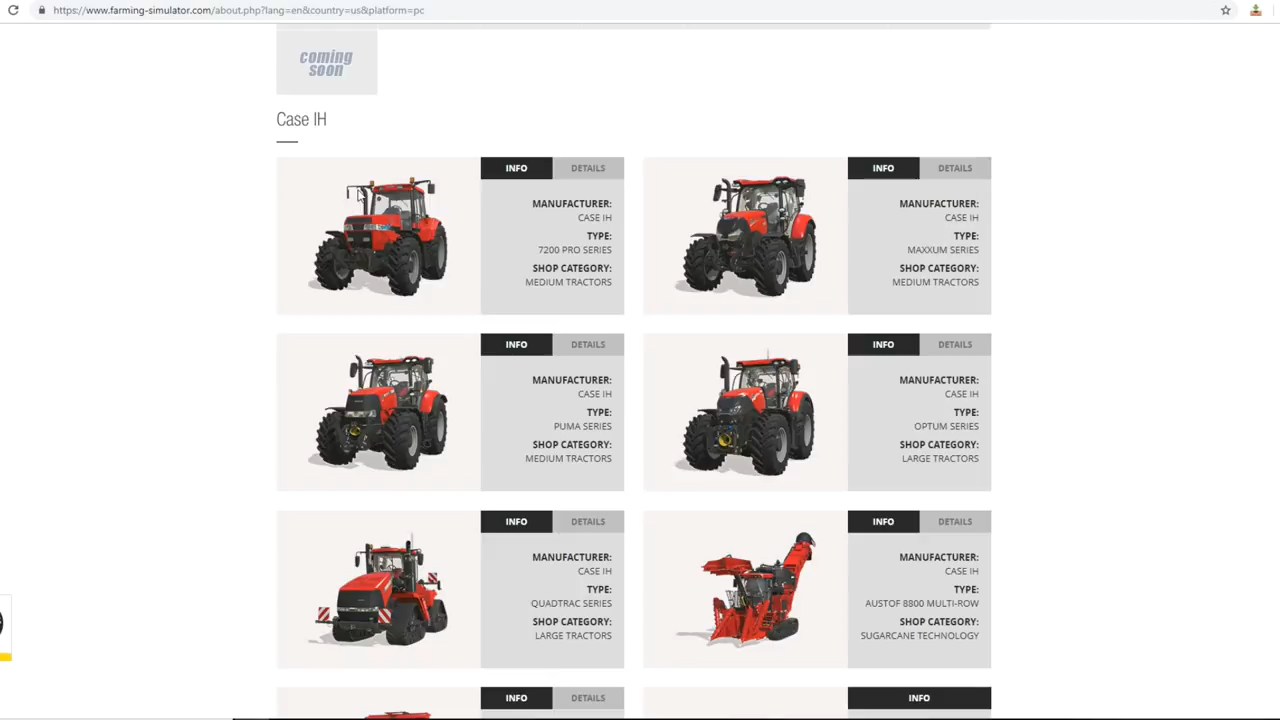 https://www.farming-simulator.com/about.php?lang=en&country=us&platform=pc
coming
soon
Case IH
INFO
DETAILS
MANUFACTURER:
CASE IH
TYPE:
7200 PRO SERIES
SHOP CATEGORY:
MEDIUM TRACTORS
INFO
DETAILS
MANUFACTURER:
CASE IH
TYPE:
MAXXUM SERIES
SHOP CATEGORY:
MEDIUM TRACTORS
INFO
DETAILS
MANUFACTURER:
CASE IH
TYPE:
PUMA SERIES
SHOP CATEGORY:
MEDIUM TRACTORS
INFO
DETAILS
MANUFACTURER:
CASE IH
TYPE:
OPTUM SERIES
SHOP CATEGORY:
LARGE TRACTORS
INFO
DETAILS
MANUFACTURER:
CASE IH
TYPE:
QUADTRAC SERIES
SHOP CATEGORY:
LARGE TRACTORS
INFO
DETAILS
MANUFACTURER:
CASE IH
TYPE:
AUSTOF 8800 MULTI-ROW
SHOP CATEGORY:
SUGARCANE TECHNOLOGY
INFO
DETAILS
INFO